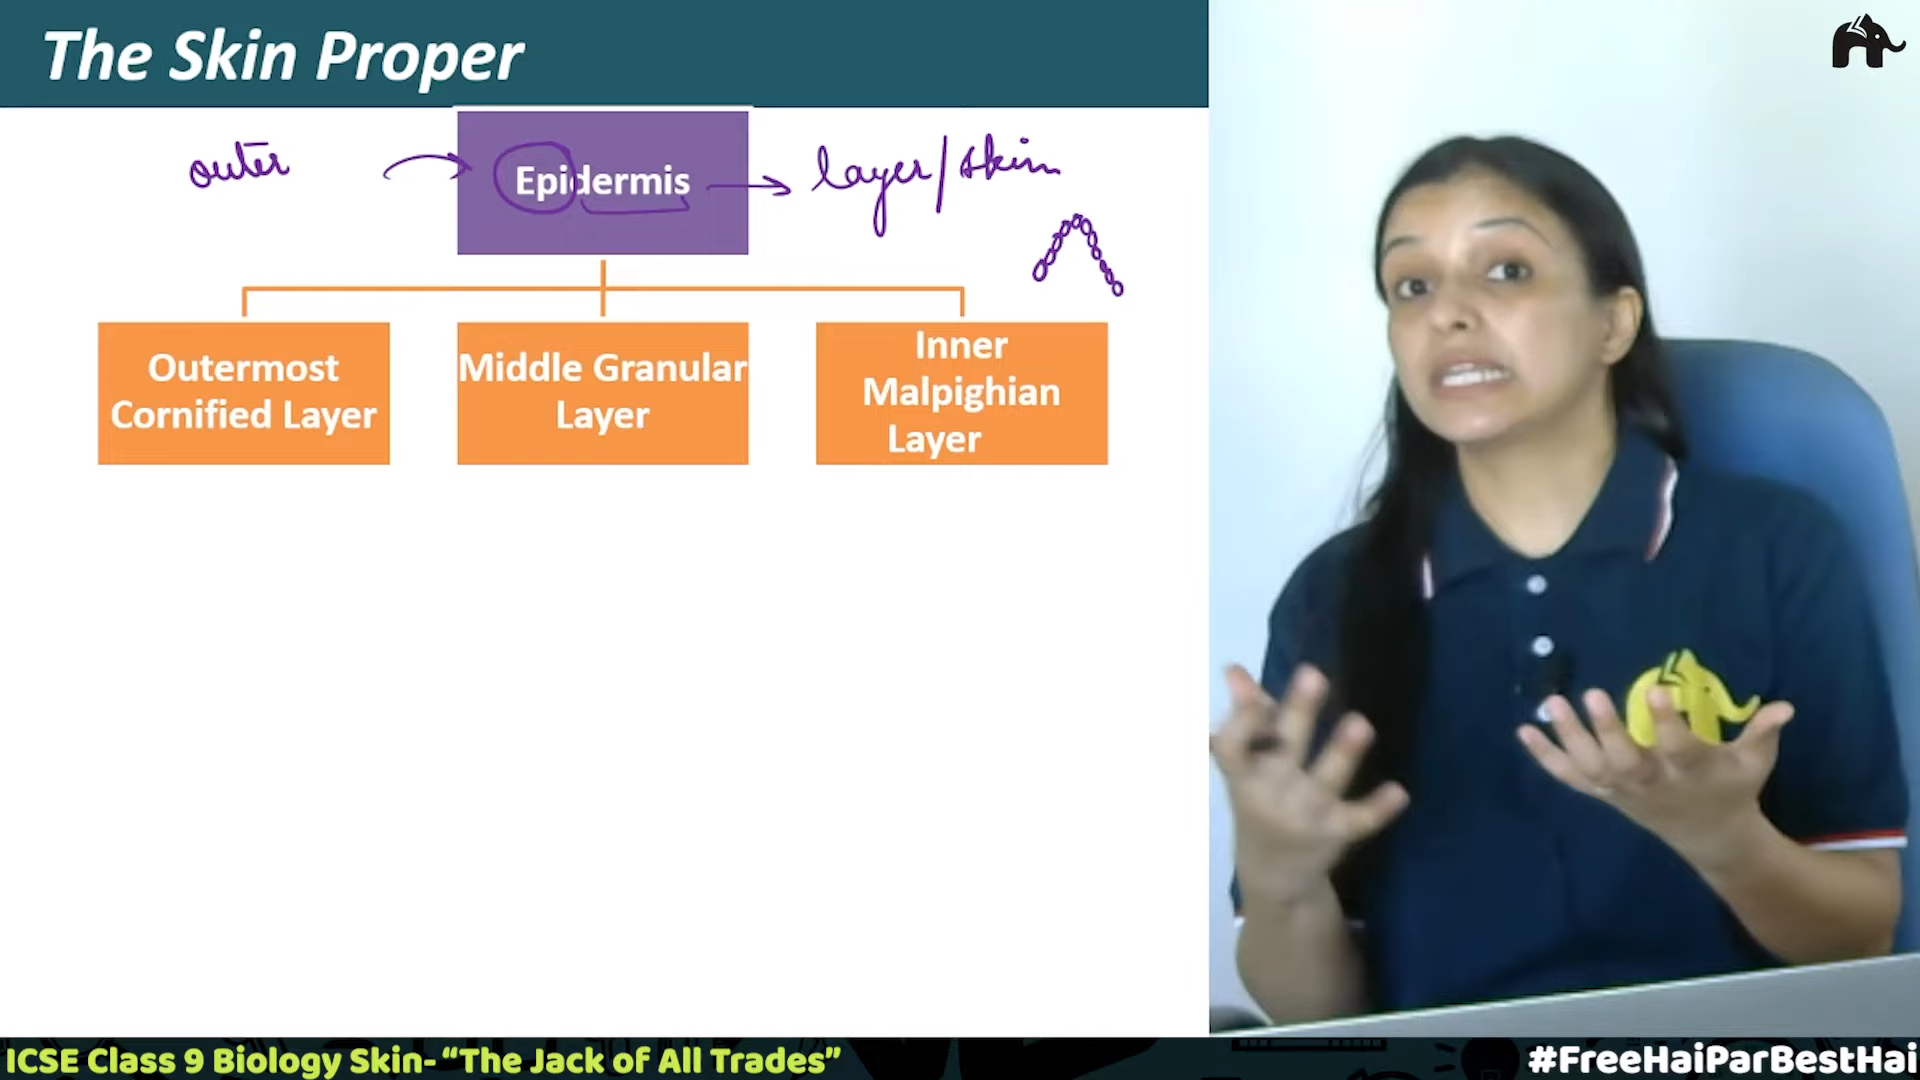 The Skin Proper
outer
Epidermis
layer/skin
Outermost
Cornified Layer
Middle Granular
Layer
Inner
Malpighian
Layer
ICSE Class 9 Biology Skin- “The Jack of All Trades”
#FreeHaiParBestHai